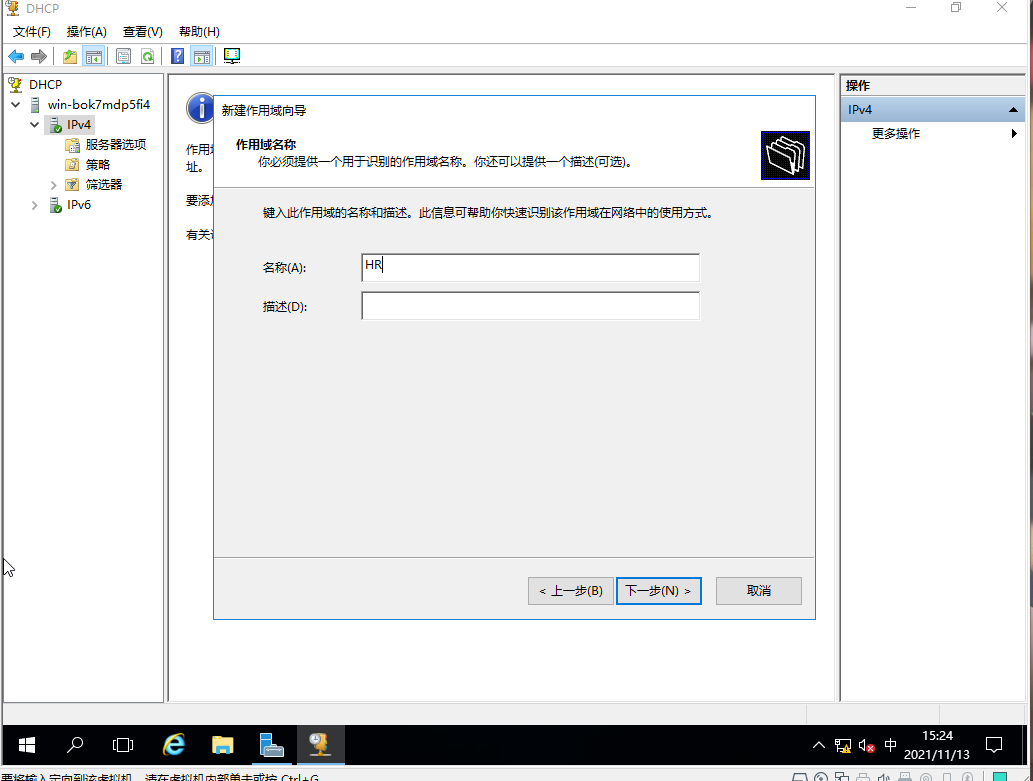 DHCP
文件(F) 操作(A) 查看(V) 帮助(H)
DHCP
win-bok7mdp5fi4
IPv4
服务器选项
策略
筛选器
IPv6
作用
址。
要添
有关
新建作用域向导
作用域名称
你必须提供一个用于识别的作用域名称。你还可以提供一个描述(可选)。
键入此作用域的名称和描述。此信息可帮助你快速识别该作用域在网络中的使用方式。
名称(A):
HR
描述(D):
< 上一步(B)
下一步(N) >
取消
操作
IPv4
更多操作
中
15:24
2021/11/13
要将输入定向到该虚拟机，请在虚拟机内部单击或按 Ctrl+G。